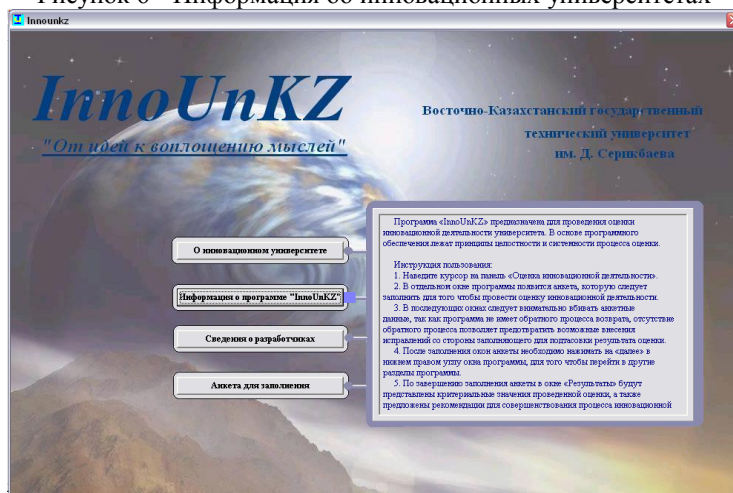 Рисунок 6 - Информация об инновационных университетах
Innounkz
InnoUnKZ
"От идей к воплощению мыслей"
Восточно-Казахстанский государственный
технический университет
им. Д. Серикбаева
О инновационном университете
Информация о программе "InnoUnKZ"
Сведения о разработчиках
Анкета для заполнения
Программа «InnoUnKZ» предназначена для проведения оценки
инновационной деятельности университета. В основе программного
обеспечения лежат принципы целостности и системности процесса оценки.
Инструкция пользования:
1. Наведите курсор на панель «Оценка инновационной деятельности».
2. В отдельном окне программы появится анкета, которую следует
заполнить для того чтобы провести оценку инновационной деятельности.
3. В последующих окнах следует внимательно вбивать анкетные
данные, так как программа не имеет обратного процесса возврата, отсутствие
обратного процесса позволяет предотвратить возможные внесения
исправлений со стороны заполняющего для подтасовки результата оценки.
4. После заполнения окон анкеты необходимо нажимать на «далее» в
нижнем правом углу окна программы, для того чтобы перейти в другие
разделы программы.
5. По завершению заполнения анкеты в окне «Результаты» будут
представлены критериальные значения проведенной оценки, а также
предложены рекомендации для совершенствования процесса инновационной